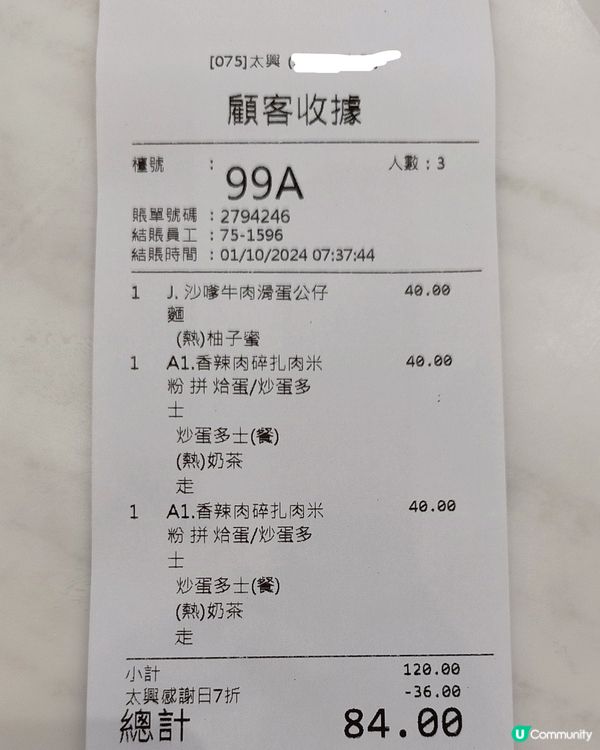 [075]太興 (
顧客收據
檯號 : 99A 人數 : 3
賬單號碼 : 2794246
結賬員工 : 75-1596
結賬時間 : 01/10/2024 07:37:44
1 J. 沙嗲牛肉滑蛋公仔 40.00
麵
(熱)柚子蜜
1 A1.香辣肉碎扎肉米 40.00
粉 拼 烚蛋/炒蛋多
士
炒蛋多士(餐)
(熱)奶茶
走
1 A1.香辣肉碎扎肉米 40.00
粉 拼 烚蛋/炒蛋多
士
炒蛋多士(餐)
(熱)奶茶
走
小計 120.00
太興感謝日7折 -36.00
總計 84.00
U Community